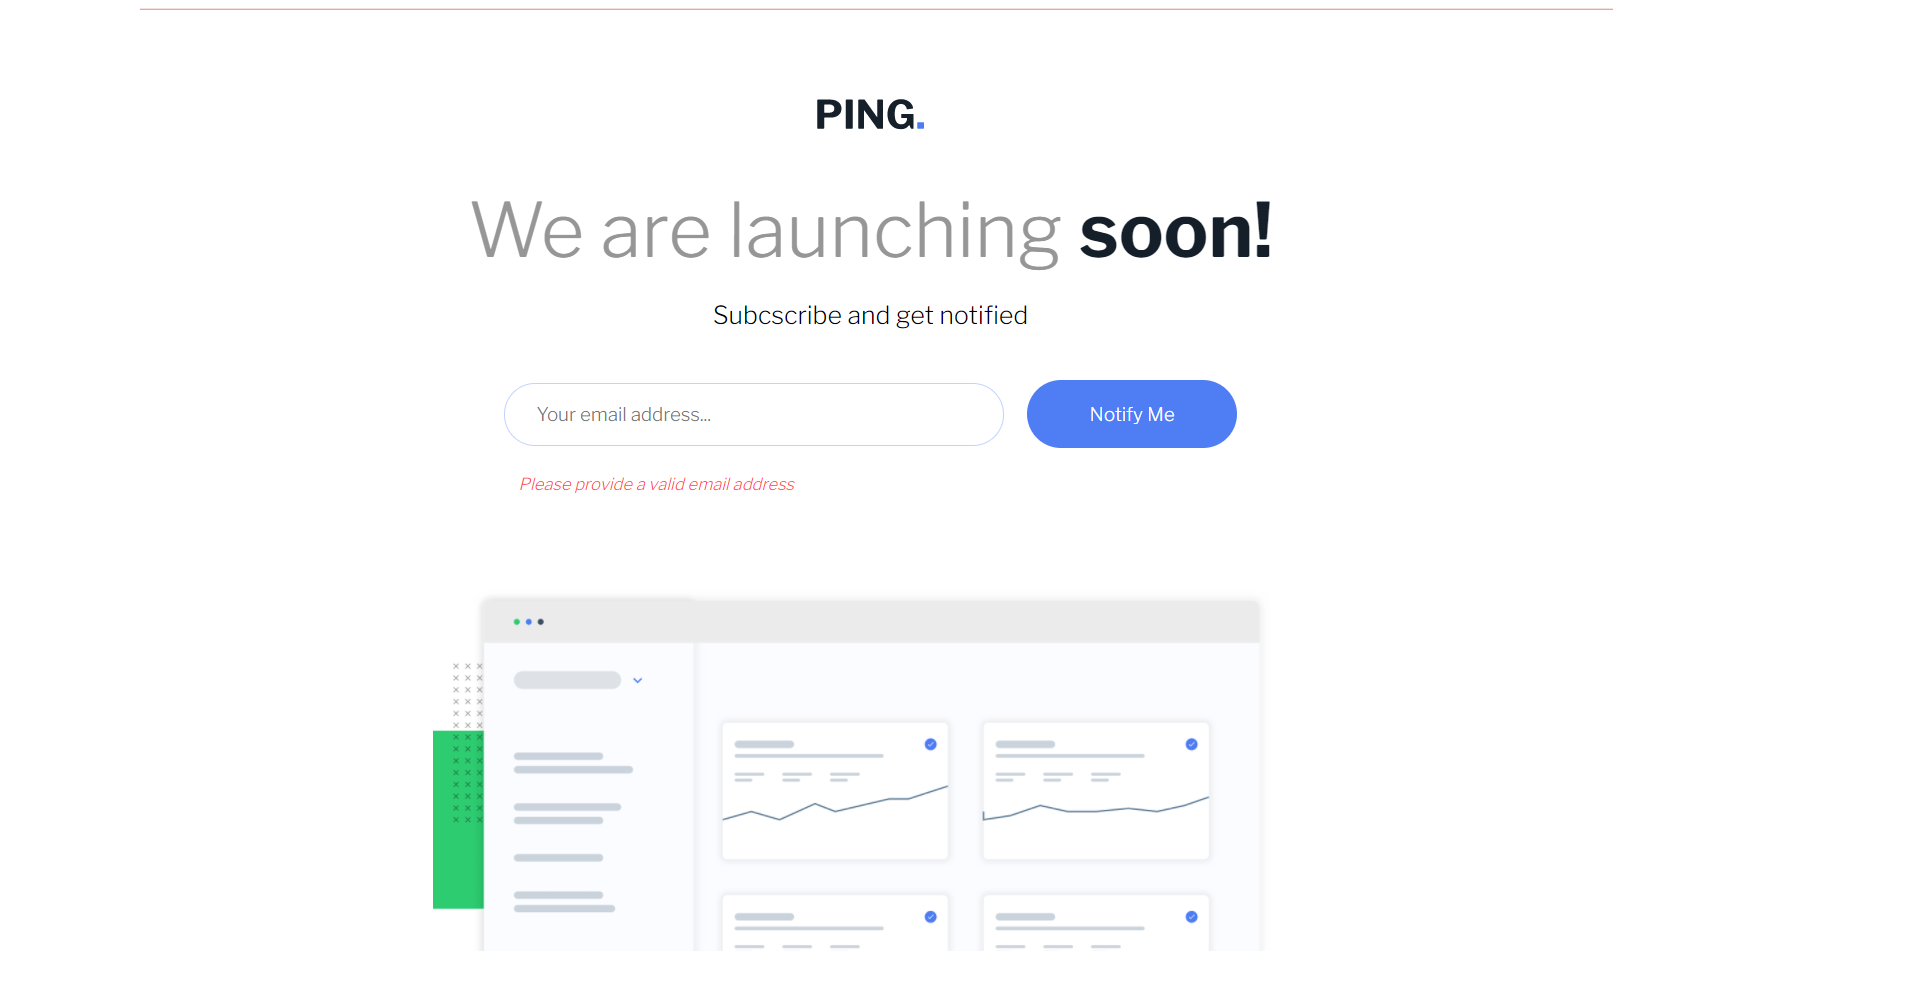 PING.
We are launching soon!
Subcscribe and get notified
Your email address...
Notify Me
Please provide a valid email address